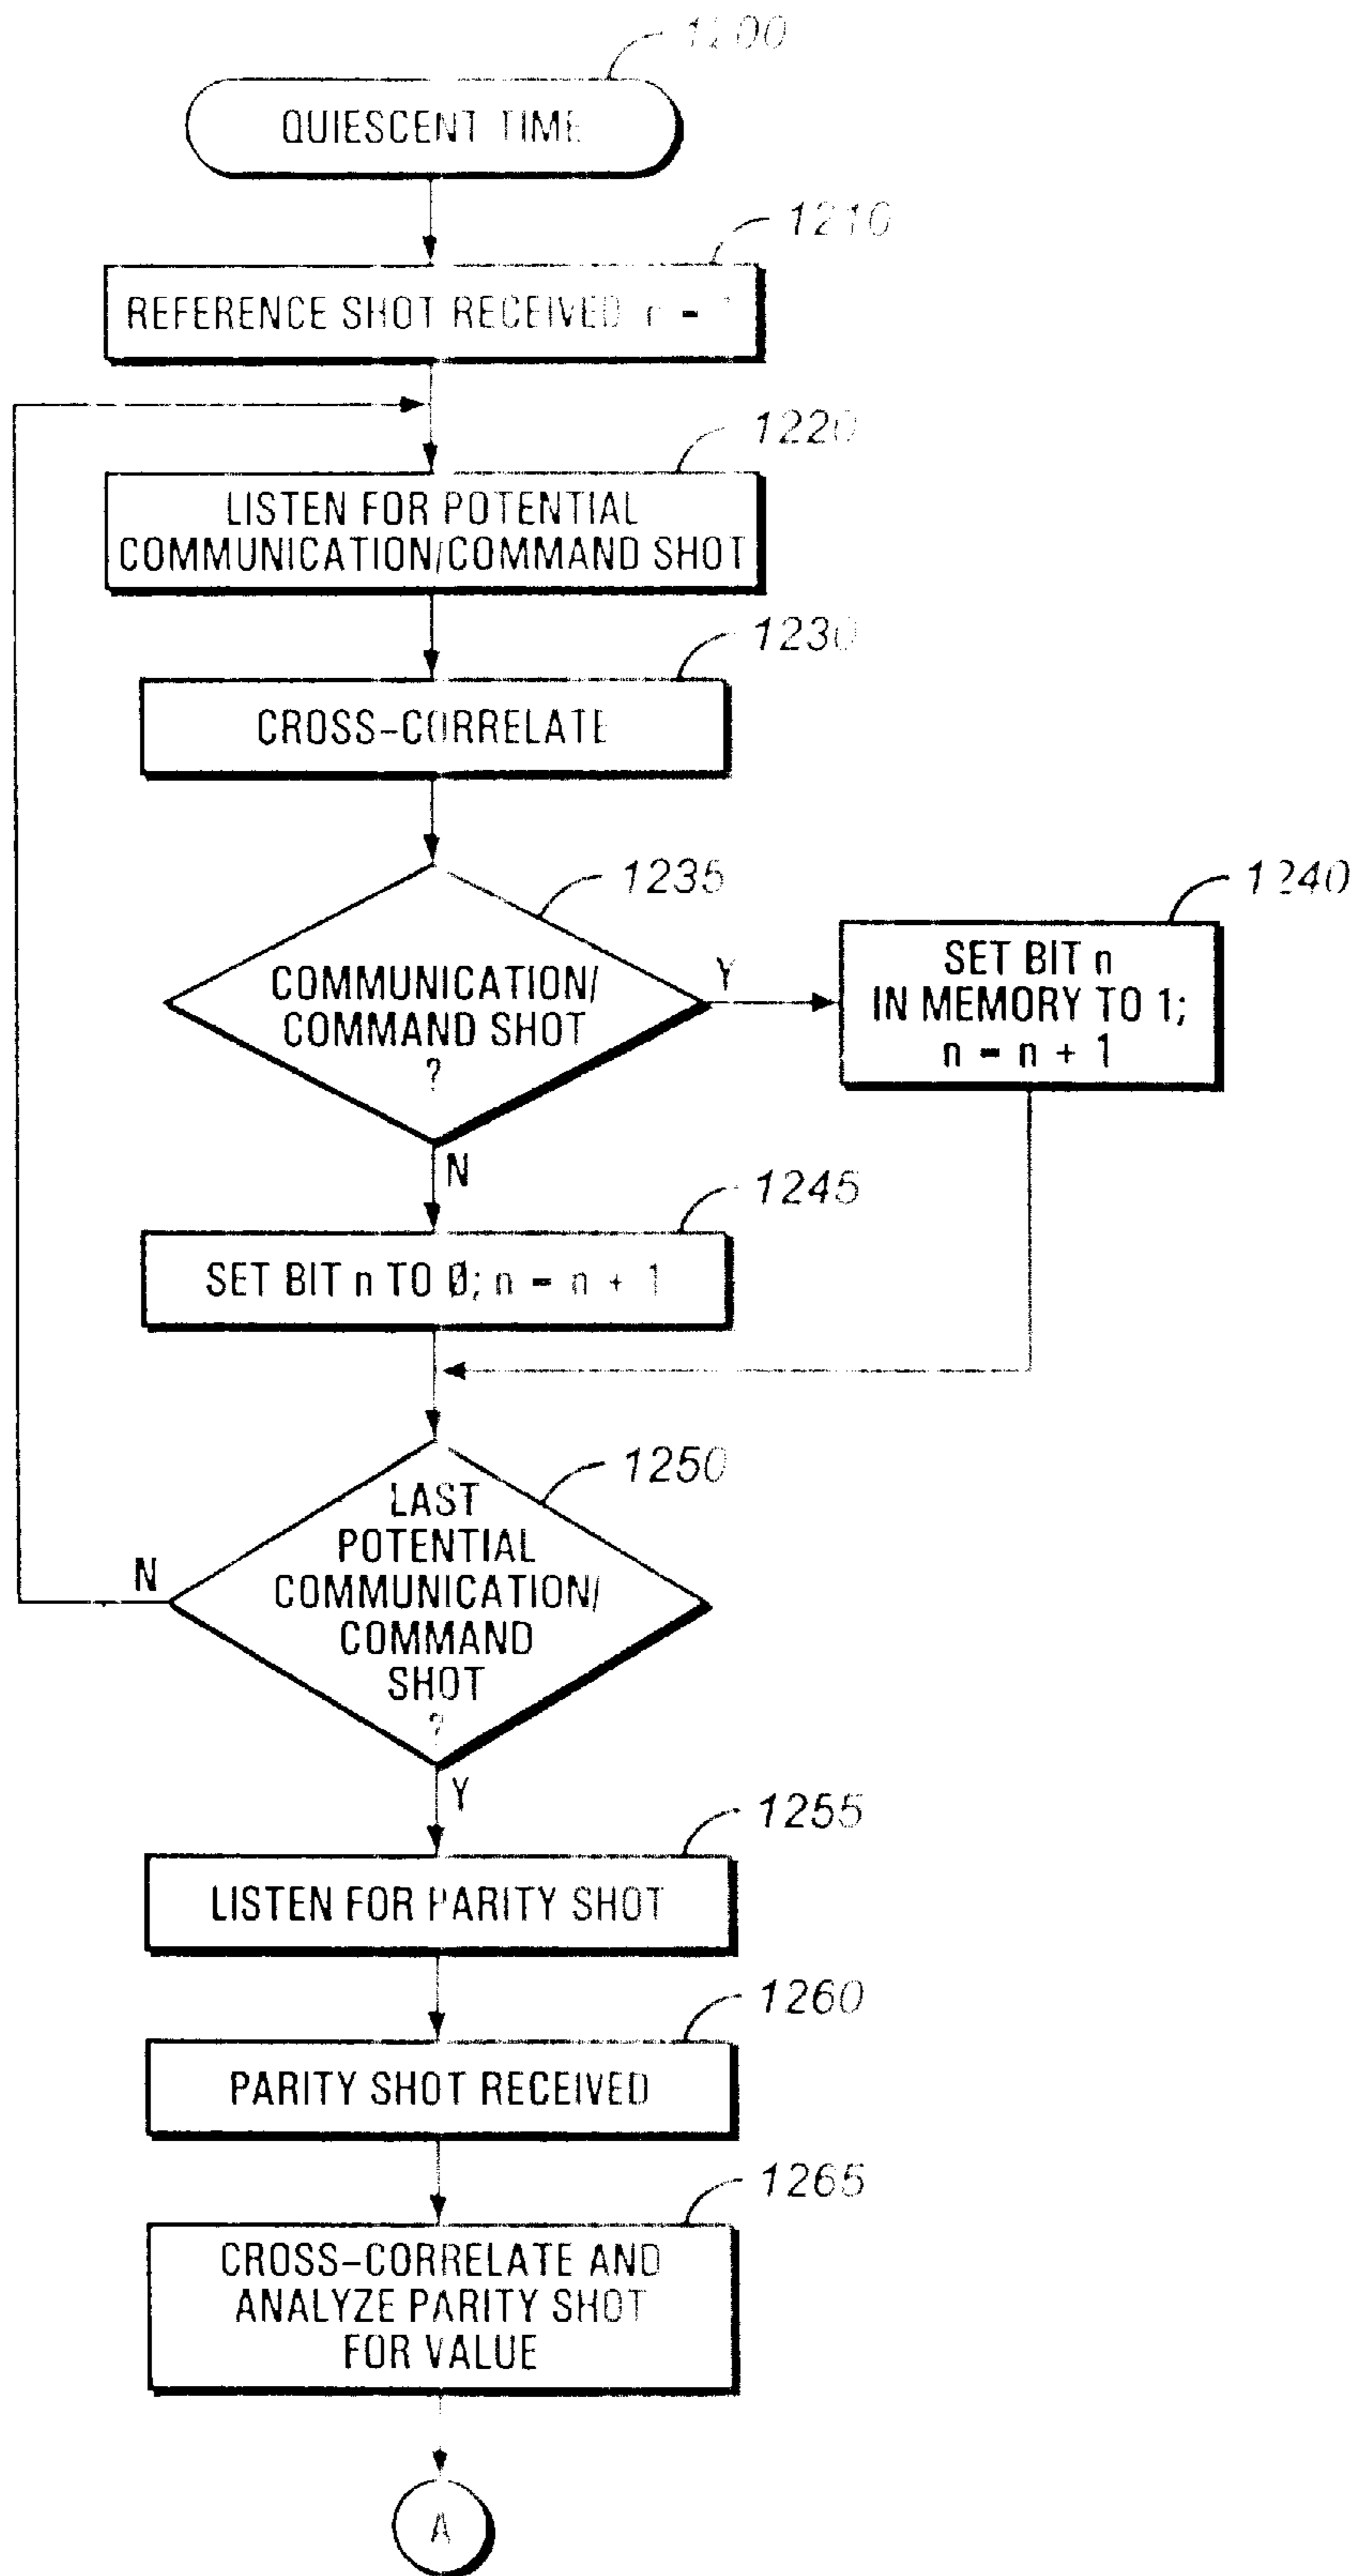 1200
QUIESCENT TIME
1210
REFERENCE SHOT RECEIVED n =
1220
LISTEN FOR POTENTIAL
COMMUNICATION/COMMAND SHOT
1230
CROSS-CORRELATE
1235
COMMUNICATION/
COMMAND SHOT
?
Y
1240
SET BIT n
IN MEMORY TO 1;
n = n + 1
N
1245
SET BIT n TO Ø; n = n + 1
1250
LAST
POTENTIAL
COMMUNICATION/
COMMAND
SHOT
?
N
Y
1255
LISTEN FOR PARITY SHOT
1260
PARITY SHOT RECEIVED
1265
CROSS-CORRELATE AND
ANALYZE PARITY SHOT
FOR VALUE
A